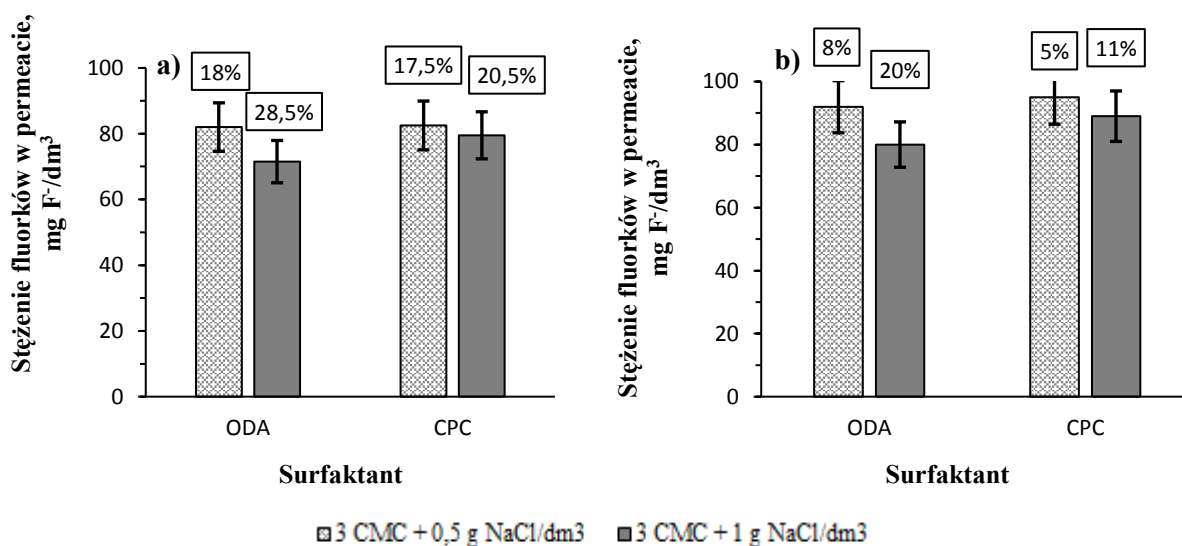 Stężenie fluorków w permeacie,
mg F-/dm³
a)
18%
28,5%
17,5%
20,5%
100
80
60
40
20
0
ODA
CPC
Surfaktant
Stężenie fluorków w permeacie,
mg F-/dm³
b)
8%
20%
5%
11%
100
80
60
40
20
0
ODA
CPC
Surfaktant
3 CMC + 0,5 g NaCl/dm3
3 CMC + 1 g NaCl/dm3